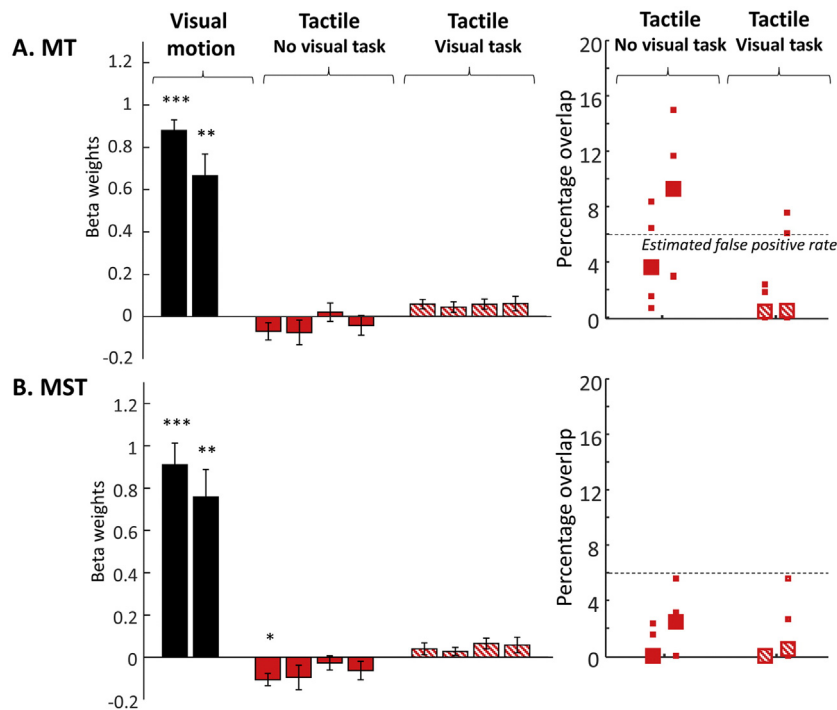 Visual motion
Tactile
No visual task
Tactile
Visual task
A. MT
Beta weights
1.2
1
0.8
0.6
0.4
0.2
0
-0.2
***
**
Tactile
No visual task
Tactile
Visual task
Percentage overlap
20
16
12
8
4
0
Estimated false positive rate
B. MST
Beta weights
1.2
1
0.8
0.6
0.4
0.2
0
-0.2
***
**
*
Percentage overlap
20
16
12
8
4
0